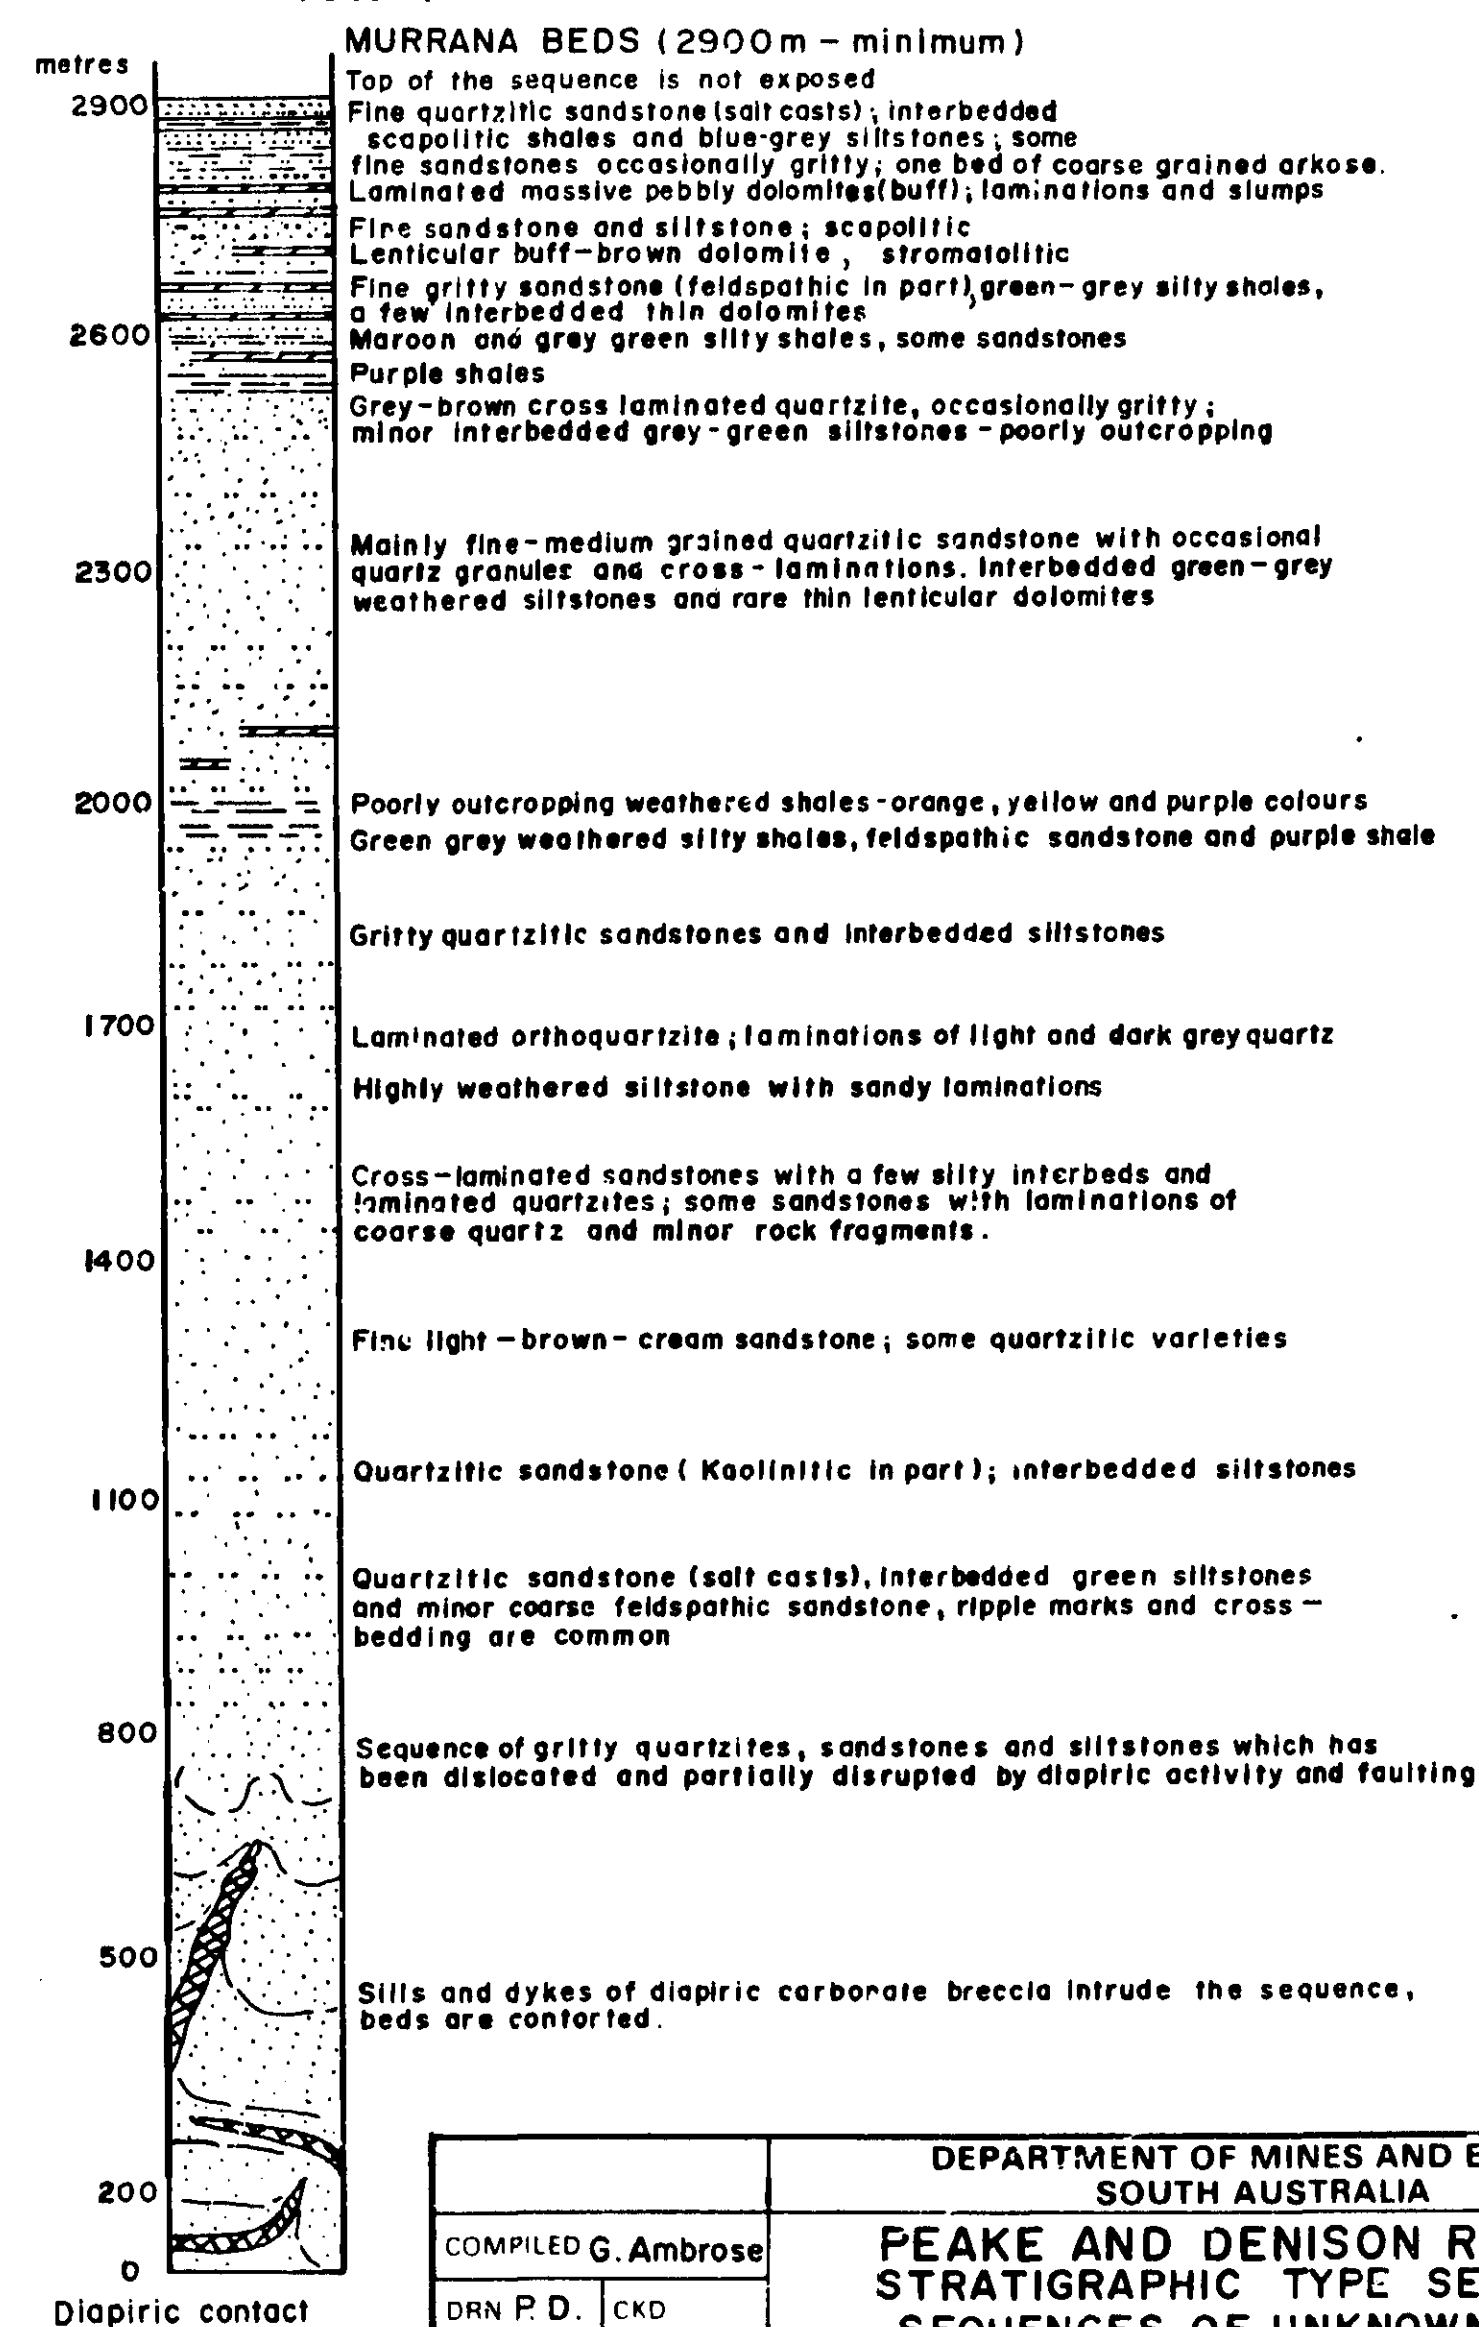 MURRANA BEDS (2900m - minimum)
metres
Top of the sequence is not exposed
2900
Fine quartzitic sandstone (salt casts); interbedded
scapolitic shales and blue-grey siltstones; some
fine sandstones occasionally gritty; one bed of coarse grained arkose.
Laminated massive pebbly dolomites (buff); laminations and slumps
Fine sandstone and siltstone; scapolitic
Lenticular buff-brown dolomite, stromatolitic
Fine gritty sandstone (feldspathic in part), green-grey silty shales,
a few interbedded thin dolomites
2600
Maroon and grey green silty shales, some sandstones
Purple shales
Grey-brown cross laminated quartzite, occasionally gritty;
minor interbedded grey-green siltstones - poorly outcropping
Mainly fine-medium grained quartzitic sandstone with occasional
2300
quartz granules and cross-laminations. Interbedded green-grey
weathered siltstones and rare thin lenticular dolomites
2000
Poorly outcropping weathered shales - orange, yellow and purple colours
Green grey weathered silty shales, feldspathic sandstone and purple shale
Gritty quartzitic sandstones and interbedded siltstones
1700
Laminated orthoquartzite; laminations of light and dark grey quartz
Highly weathered siltstone with sandy laminations
Cross-laminated sandstones with a few silty interbeds and
laminated quartzites; some sandstones with laminations of
coarse quartz and minor rock fragments.
1400
Fine light-brown-cream sandstone; some quartzitic varieties
Quartzitic sandstone (Kaolinitic in part); interbedded siltstones
1100
Quartzitic sandstone (salt casts), interbedded green siltstones
and minor coarse feldspathic sandstone, ripple marks and cross-
bedding are common
800
Sequence of gritty quartzites, sandstones and siltstones which has
been dislocated and partially disrupted by diapiric activity and faulting
500
Sills and dykes of diapiric carbonate breccia intrude the sequence,
beds are contorted.
200
0
Diapiric contact
DEPARTMENT OF MINES AND E
SOUTH AUSTRALIA
COMPILED G. Ambrose
DRN P. D. CKD
PEAKE AND DENISON R
STRATIGRAPHIC TYPE SE
SEQUENCES OF UNKNOWN